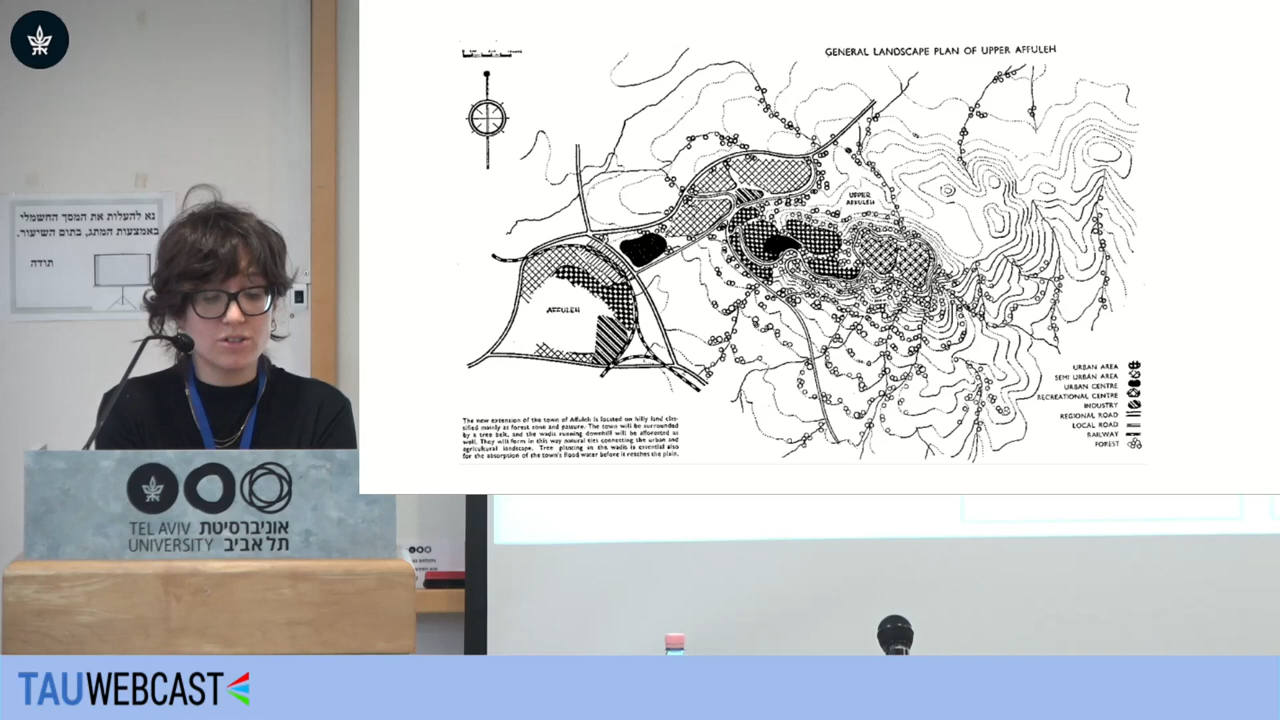 GENERAL LANDSCAPE PLAN OF UPPER AFFULEH
UPPER
AFFULEH
AFFULEH
URBAN AREA
SEMI URBAN AREA
URBAN CENTRE
RECREATIONAL CENTRE
INDUSTRY
REGIONAL ROAD
LOCAL ROAD
RAILWAY
FOREST
The new extension of the town of Affuleh is located on hilly land clas-
sified mainly as forest zone and pasture. The town will be surrounded
by a tree belt, and the wadis running downhill will be afforested as
well. They will form in this way natural ties connecting the urban and
agricultural landscape. Tree planting in the wadis is essential also
for the absorption of the town's flood water before it reaches the plain.
נא להעלות את המסך החשמלי
באמצעות המתג, בתום השיעור.
תודה
TEL AVIV אוניברסיטת
UNIVERSITY תל אביב
TAUWEBCAST